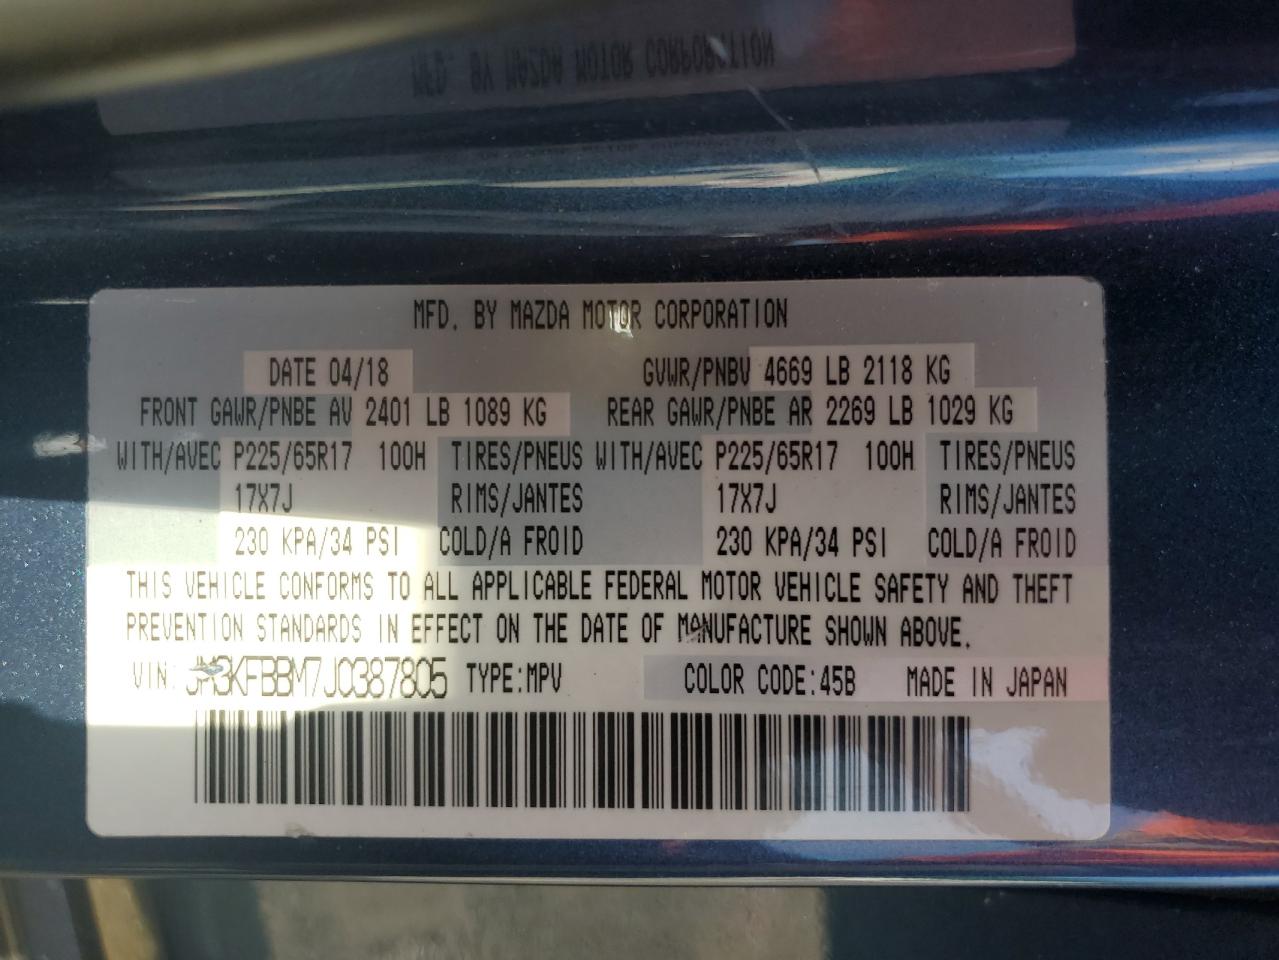 MFD. BY MAZDA MOTOR CORPORATION
DATE 04/18 GVWR/PNBV 4669 LB 2118 KG
FRONT GAWR/PNBE AV 2401 LB 1089 KG REAR GAWR/PNBE AR 2269 LB 1029 KG
WITH/AVEC P225/65R17 100H TIRES/PNEUS WITH/AVEC P225/65R17 100H TIRES/PNEUS
17X7J RIMS/JANTES 17X7J RIMS/JANTES
230 KPA/34 PSI COLD/A FROID 230 KPA/34 PSI COLD/A FROID
THIS VEHICLE CONFORMS TO ALL APPLICABLE FEDERAL MOTOR VEHICLE SAFETY AND THEFT
PREVENTION STANDARDS IN EFFECT ON THE DATE OF MANUFACTURE SHOWN ABOVE.
VIN: JM3KFBBM7J0387805 TYPE:MPV COLOR CODE:45B MADE IN JAPAN